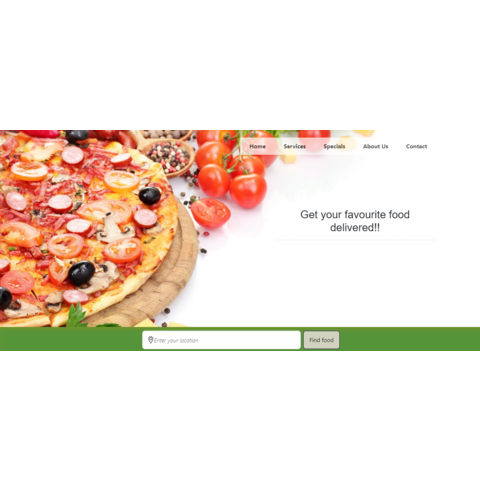 Home Services Specials About Us Contact
Get your favourite food
delivered!!
Enter your location Find food